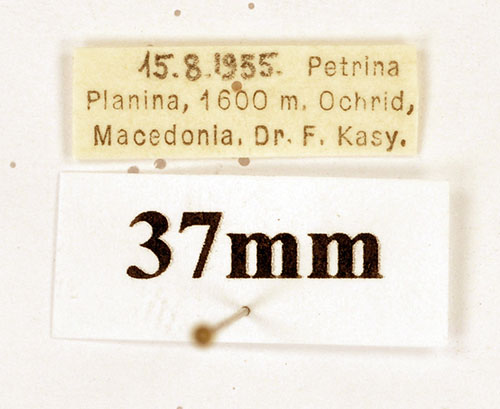 15.8.1955. Petrina
Planina, 1600 m. Ochrid,
Macedonia. Dr. F. Kasy.
37mm